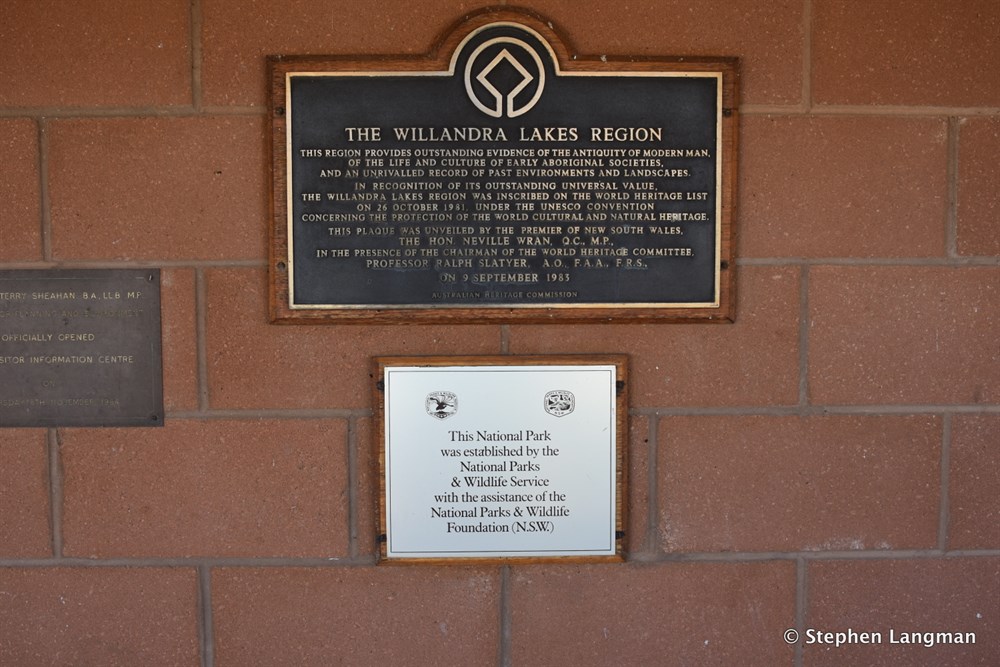 THE WILLANDRA LAKES REGION
THIS REGION PROVIDES OUTSTANDING EVIDENCE OF THE ANTIQUITY OF MODERN MAN,
OF THE LIFE AND CULTURE OF EARLY ABORIGINAL SOCIETIES,
AND AN UNRIVALLED RECORD OF PAST ENVIRONMENTS AND LANDSCAPES.
IN RECOGNITION OF ITS OUTSTANDING UNIVERSAL VALUE,
THE WILLANDRA LAKES REGION WAS INSCRIBED ON THE WORLD HERITAGE LIST
ON 26 OCTOBER 1981, UNDER THE UNESCO CONVENTION
CONCERNING THE PROTECTION OF THE WORLD CULTURAL AND NATURAL HERITAGE.
THIS PLAQUE WAS UNVEILED BY THE PREMIER OF NEW SOUTH WALES,
THE HON. NEVILLE WRAN, Q.C., M.P.,
IN THE PRESENCE OF THE CHAIRMAN OF THE WORLD HERITAGE COMMITTEE,
PROFESSOR RALPH SLATYER, A.O., F.A.A., F.R.S.,
ON 9 SEPTEMBER 1983
AUSTRALIAN HERITAGE COMMISSION
TERRY SHEAHAN B.A., LL.B. M.P.
OFFICIALLY OPENED
INFORMATION CENTRE
This National Park
was established by the
National Parks
& Wildlife Service
with the assistance of the
National Parks & Wildlife
Foundation (N.S.W.)
© Stephen Langman